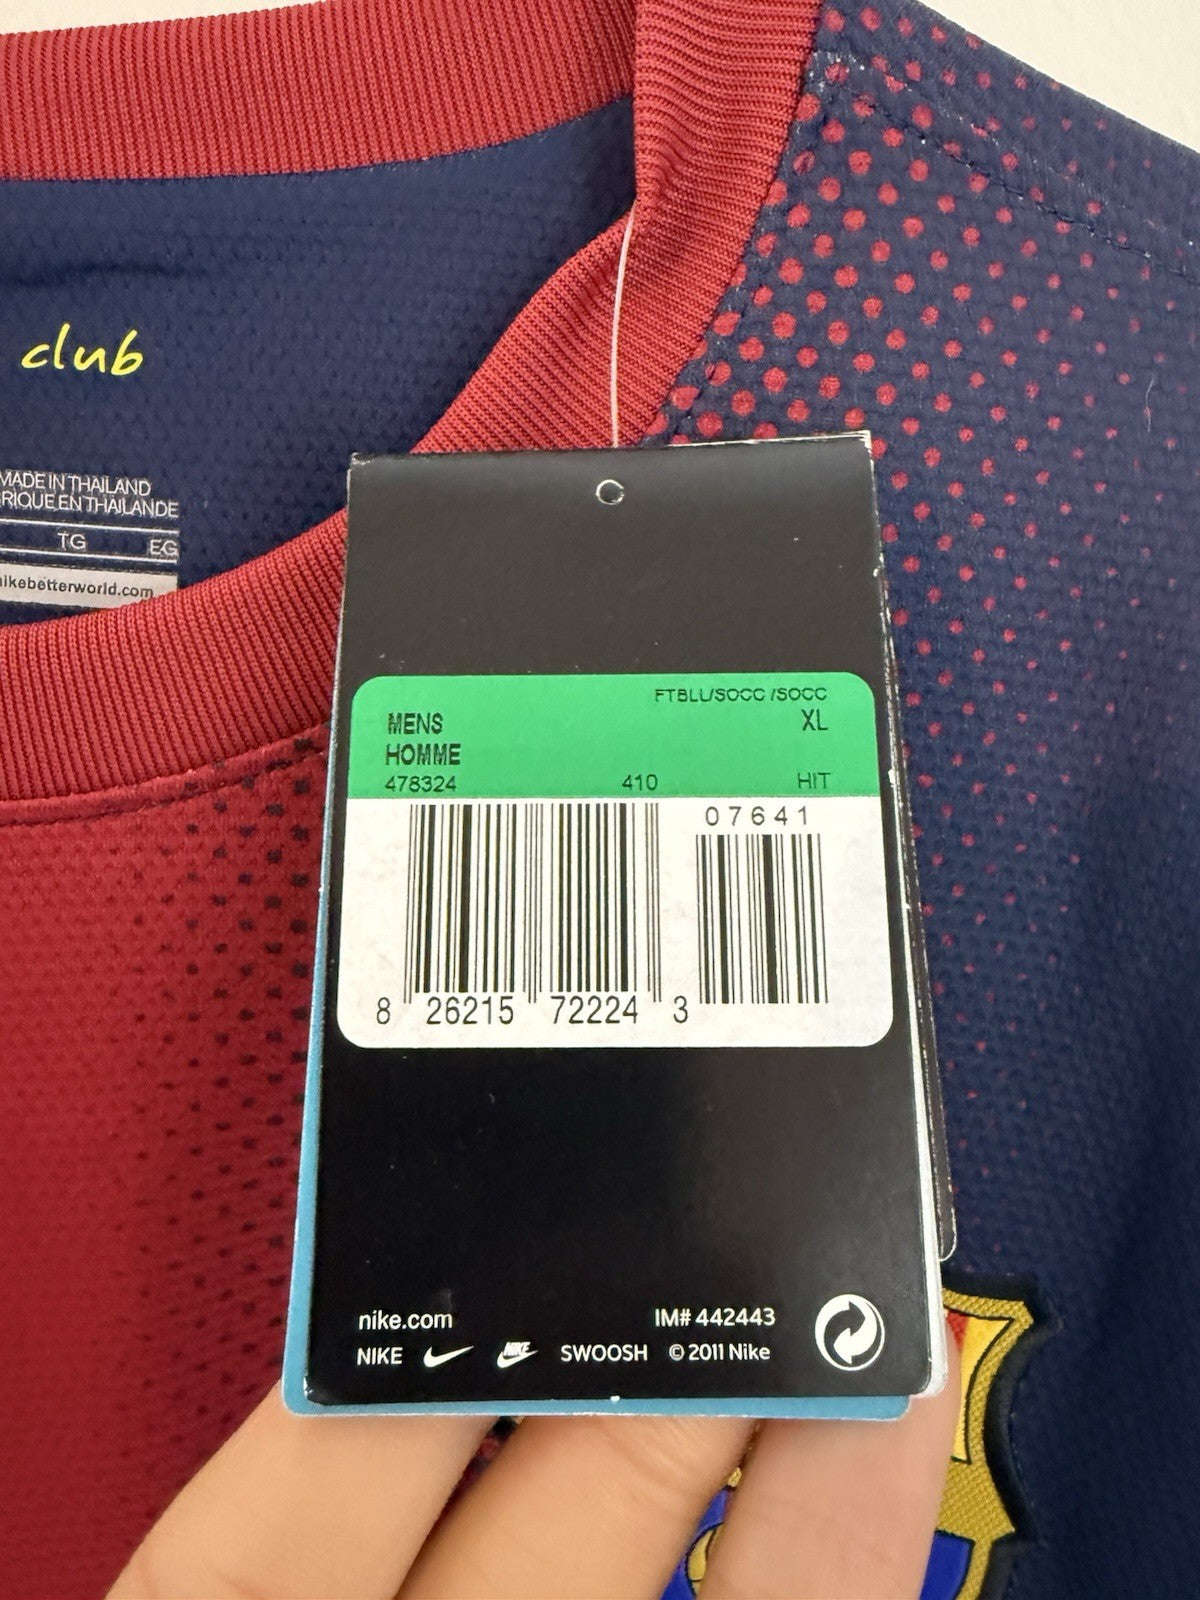 club
MADE IN THAILAND
RIQUE EN THAILANDE
TG EG
nikebetterworld.com
FTBLL/SOCC /SOCC
MENS XL
HOMME
478324 410 HIT
07641
8 26215 72224 3
nike.com IM# 442443
NIKE NIKE SWOOSH © 2011 Nike